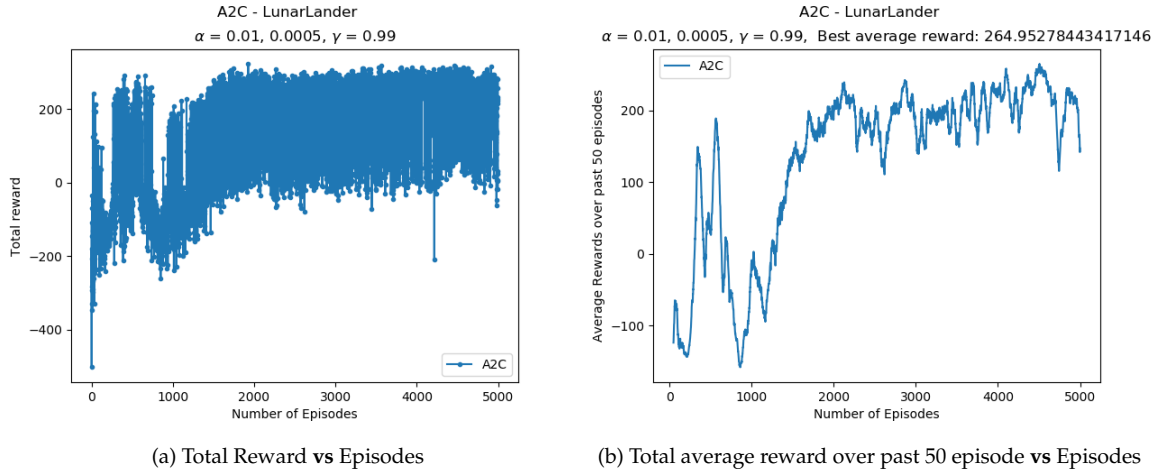 A2C - LunarLander
α = 0.01, 0.0005, γ = 0.99
Total reward
200
0
−200
−400
A2C
0 1000 2000 3000 4000 5000
Number of Episodes
(a) Total Reward vs Episodes
A2C - LunarLander
α = 0.01, 0.0005, γ = 0.99, Best average reward: 264.95278443417146
A2C
Average Rewards over past 50 episodes
200
100
0
−100
0 1000 2000 3000 4000 5000
Number of Episodes
(b) Total average reward over past 50 episode vs Episodes